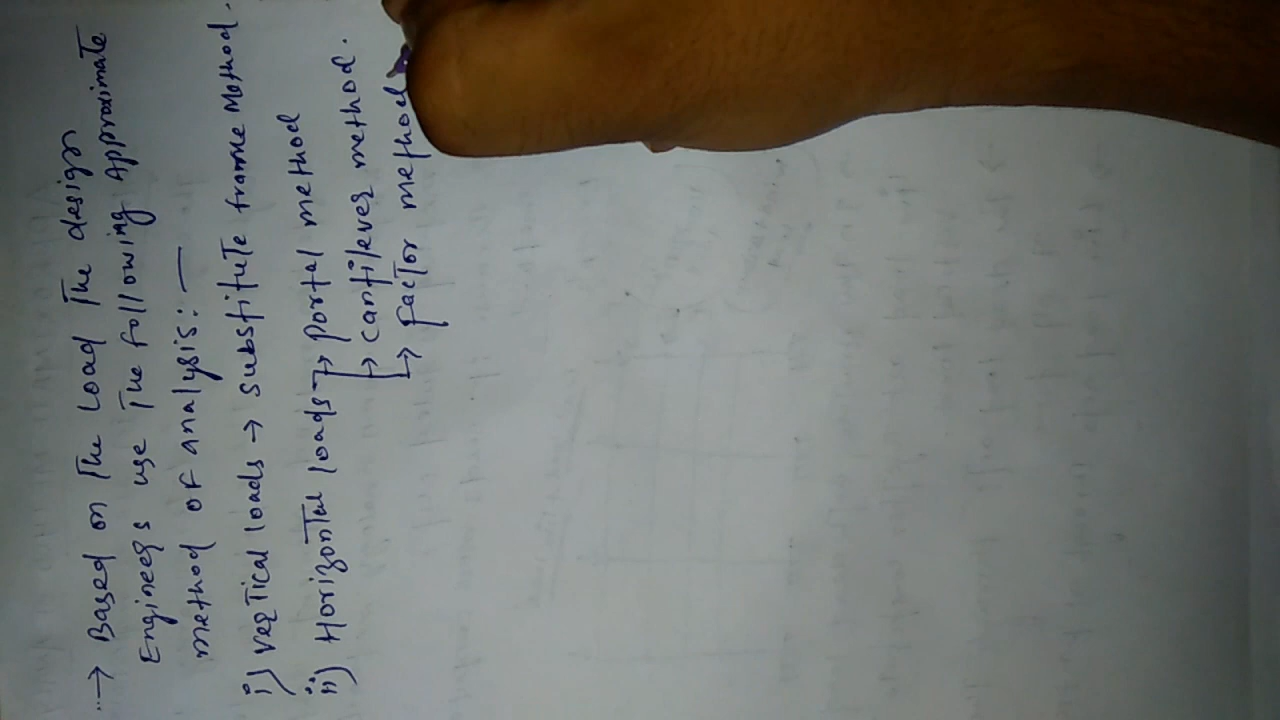 ...→ Based on The Load The design
Engineers use The following Approximate
method of analysis: —
i) vertical loads → substitute frame Method.
ii) Horizontal loads → portal method
→ cantilever method.
→ factor method